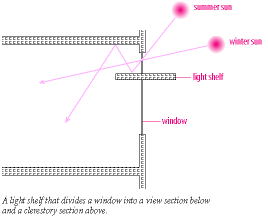 summer sun
winter sun
light shelf
window
A light shelf that divides a window into a view section below
and a clerestory section above.